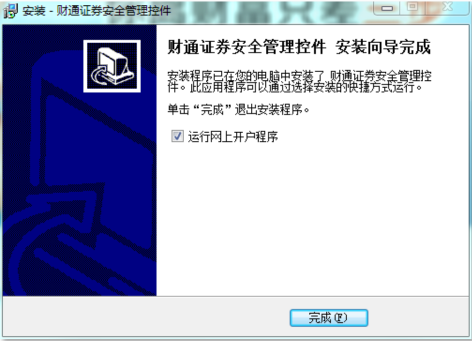 安装 - 财通证券安全管理控件
财通证券安全管理控件 安装向导完成
安装程序已在您的电脑中安装了 财通证券安全管理控
件。此应用程序可以通过选择安装的快捷方式运行。
单击“完成”退出安装程序。
运行网上开户程序
完成(F)